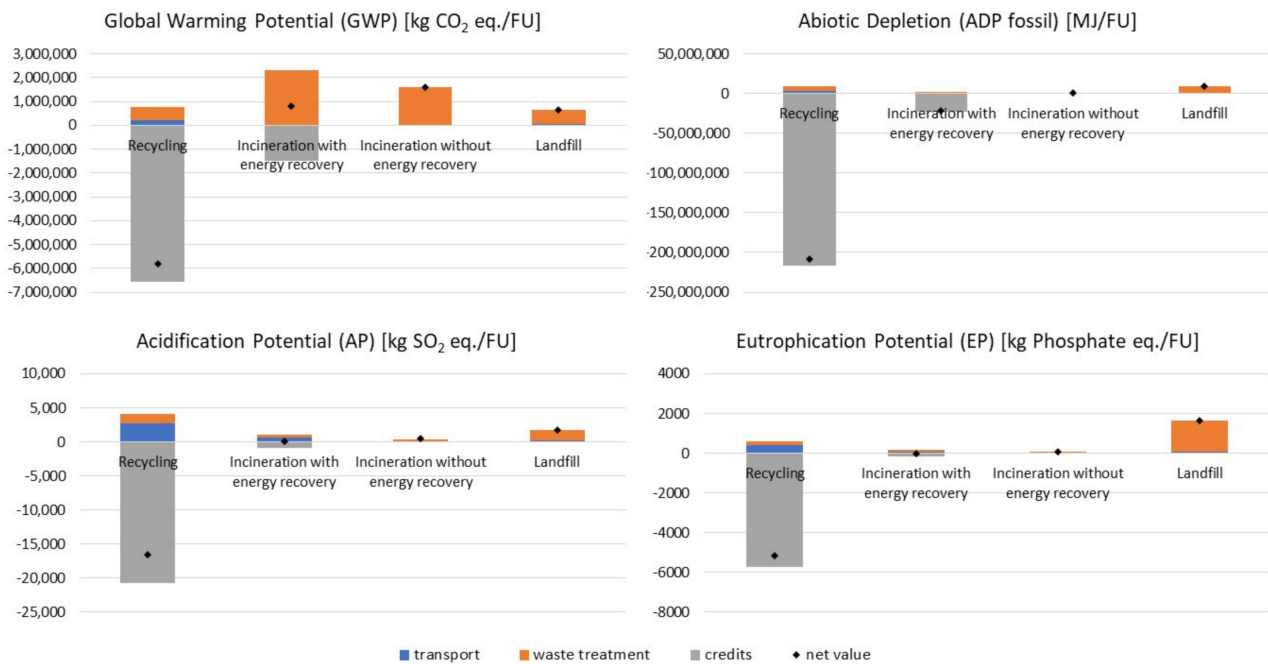 Global Warming Potential (GWP) [kg CO₂ eq./FU]
3,000,000
2,000,000
1,000,000
0
-1,000,000
-2,000,000
-3,000,000
-4,000,000
-5,000,000
-6,000,000
-7,000,000
Recycling
Incineration with
energy recovery
Incineration without
energy recovery
Landfill
Abiotic Depletion (ADP fossil) [MJ/FU]
50,000,000
0
-50,000,000
-100,000,000
-150,000,000
-200,000,000
-250,000,000
Recycling
Incineration with
energy recovery
Incineration without
energy recovery
Landfill
Acidification Potential (AP) [kg SO₂ eq./FU]
10,000
5,000
0
-5,000
-10,000
-15,000
-20,000
-25,000
Recycling
Incineration with
energy recovery
Incineration without
energy recovery
Landfill
Eutrophication Potential (EP) [kg Phosphate eq./FU]
4000
2000
0
-2000
-4000
-6000
-8000
Recycling
Incineration with
energy recovery
Incineration without
energy recovery
Landfill
transport waste treatment credits net value